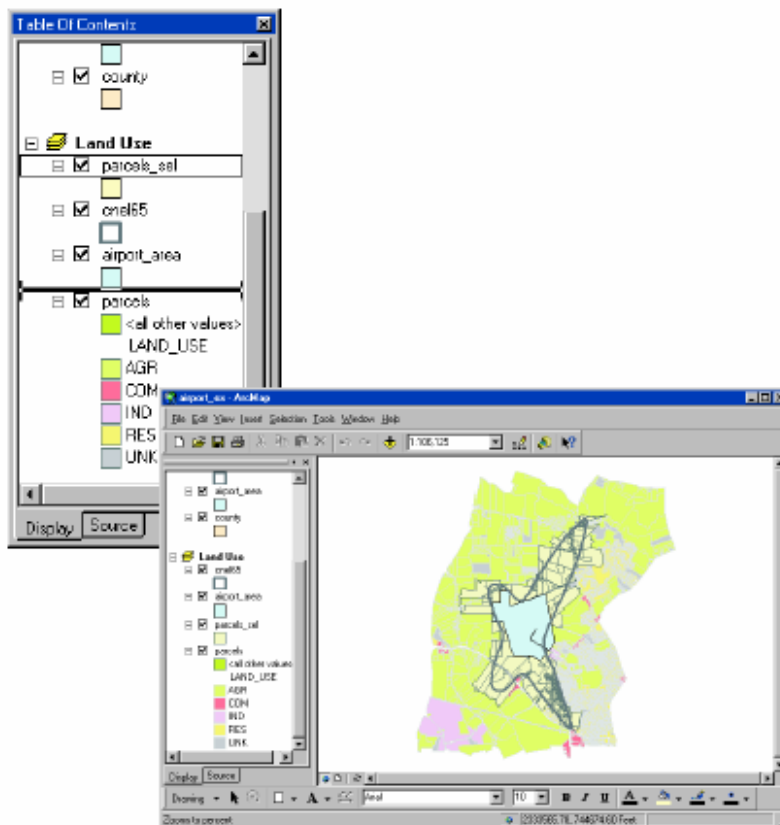 Table Of Contents
county
Land Use
parcels_sel
cnel65
airport_area
parcels
<all other values>
LAND_USE
AGR
COM
IND
RES
UNK
Display Source
airport_ex - ArcMap
File Edit View Insert Selection Tools Window Help
1:106,125
airport_area
county
Land Use
cnel65
airport_area
parcels_sel
parcels
<all other values
LAND_USE
AGR
COM
IND
RES
UNK
Display Source
Drawing A Arial 10 B I U A
Zooms to percent
Feet